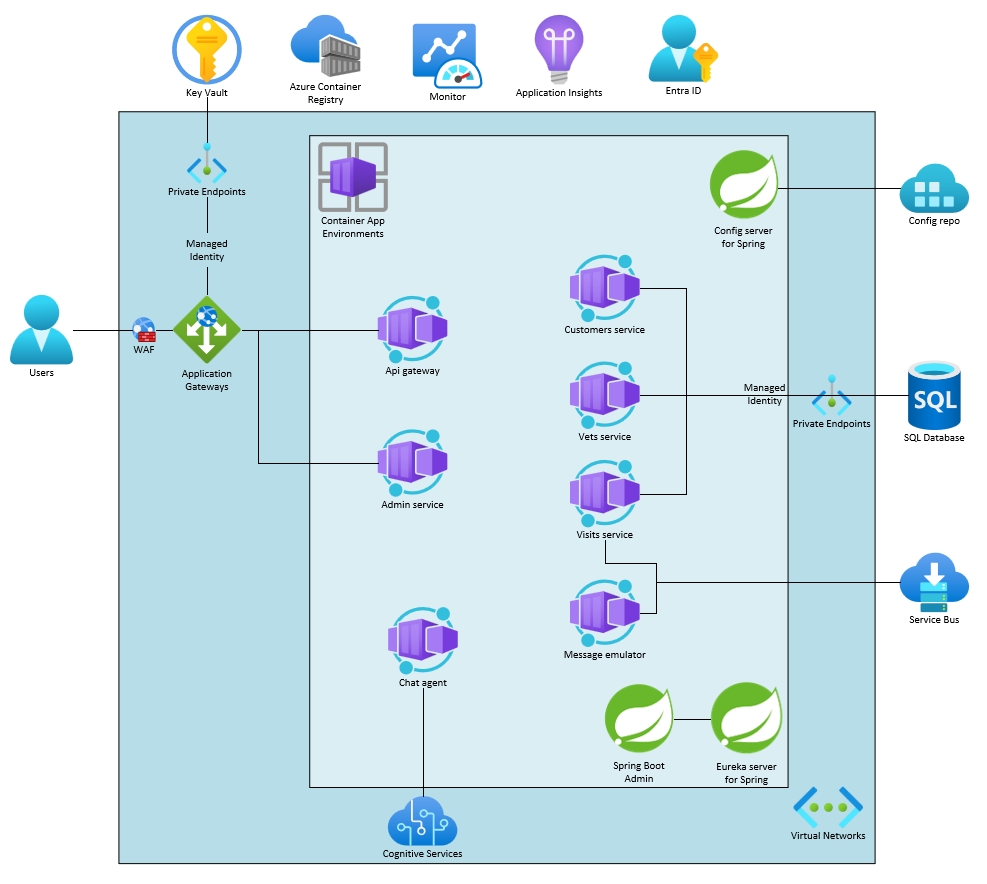 Key Vault
Azure Container
Registry
Monitor
Application Insights
Entra ID
Private Endpoints
Managed
Identity
Container App
Environments
Config server
for Spring
Config repo
Users
WAF
Application
Gateways
Api gateway
Customers service
Admin service
Vets service
Managed
Identity
Private Endpoints
SQL
SQL Database
Visits service
Service Bus
Message emulator
Chat agent
Spring Boot
Admin
Eureka server
for Spring
Virtual Networks
Cognitive Services